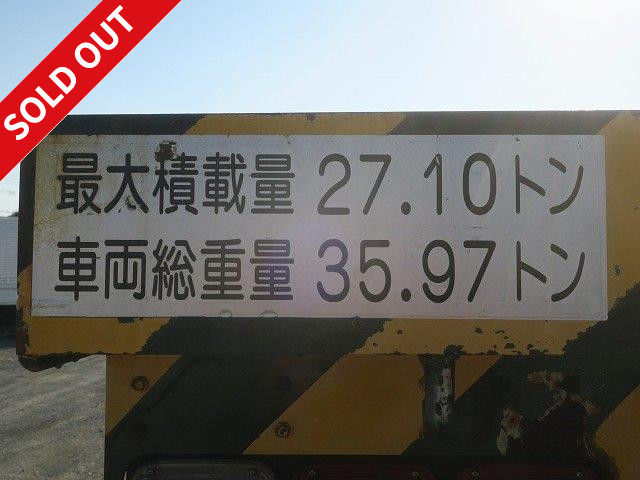 SOLD OUT
最大積載量 27.10トン
車両総重量 35.97トン